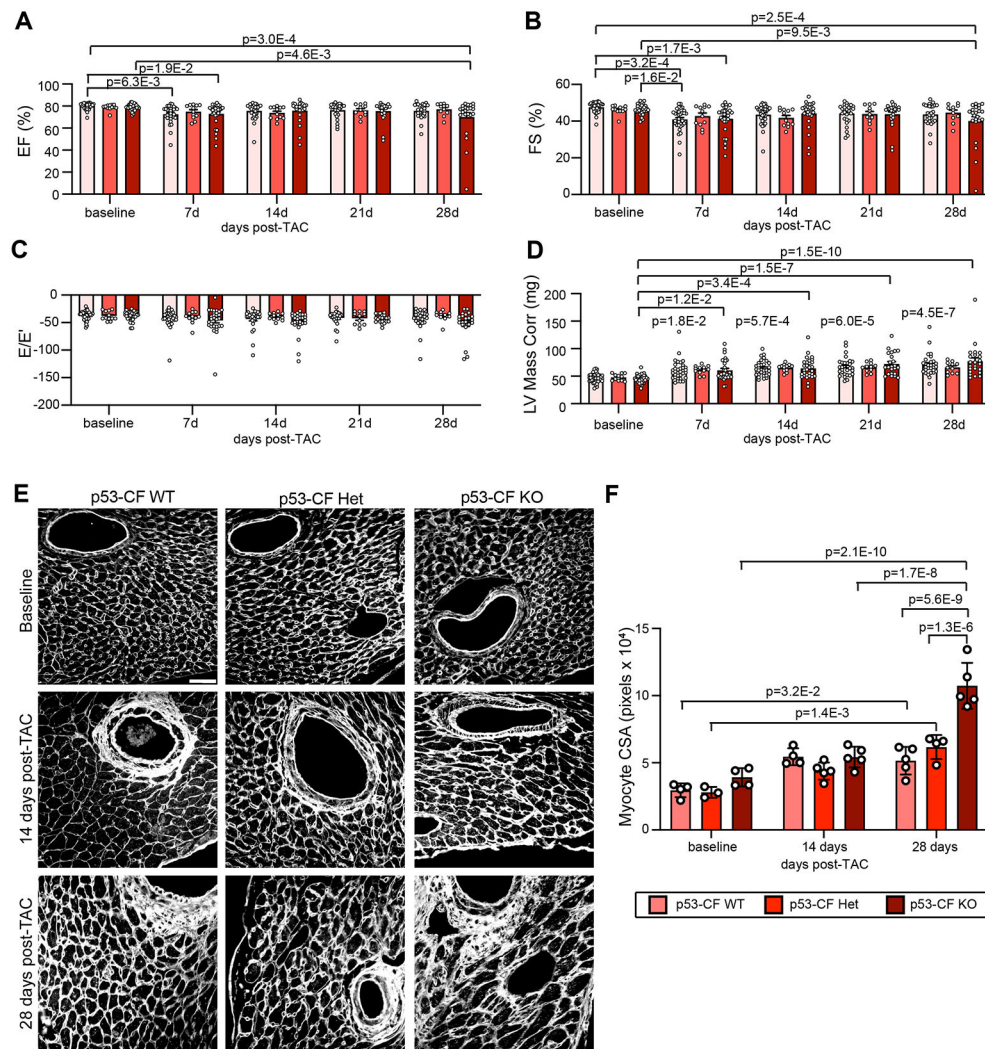 A
p=3.0E-4
p=4.6E-3
p=1.9E-2
p=6.3E-3
EF (%)
100
80
60
40
20
0
baseline
7d
14d
21d
28d
days post-TAC
B
p=2.5E-4
p=9.5E-3
p=1.7E-3
p=3.2E-4
p=1.6E-2
FS (%)
60
40
20
0
baseline
7d
14d
21d
28d
days post-TAC
C
E/E'
0
-50
-100
-150
-200
baseline
7d
14d
21d
28d
days post-TAC
D
p=1.5E-10
p=1.5E-7
p=3.4E-4
p=1.2E-2
p=1.8E-2
p=5.7E-4
p=6.0E-5
p=4.5E-7
LV Mass Corr (mg)
200
150
100
50
0
baseline
7d
14d
21d
28d
days post-TAC
E
p53-CF WT
p53-CF Het
p53-CF KO
Baseline
14 days post-TAC
28 days post-TAC
F
p=2.1E-10
p=1.7E-8
p=5.6E-9
p=1.3E-6
p=3.2E-2
p=1.4E-3
Myocyte CSA (pixels x 10⁴)
15
10
5
0
baseline
14 days
28 days
days post-TAC
p53-CF WT
p53-CF Het
p53-CF KO